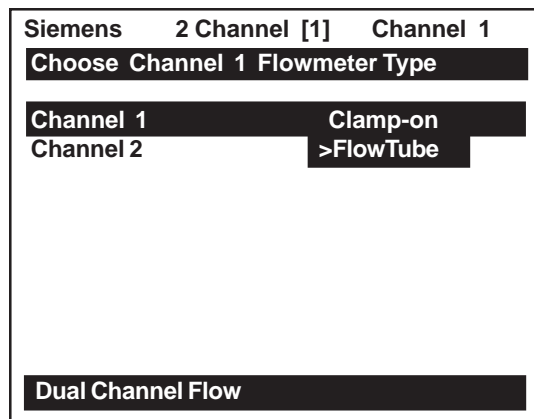 Siemens 2 Channel [1] Channel 1
Choose Channel 1 Flowmeter Type
Channel 1 Clamp-on
Channel 2 >FlowTube
Dual Channel Flow